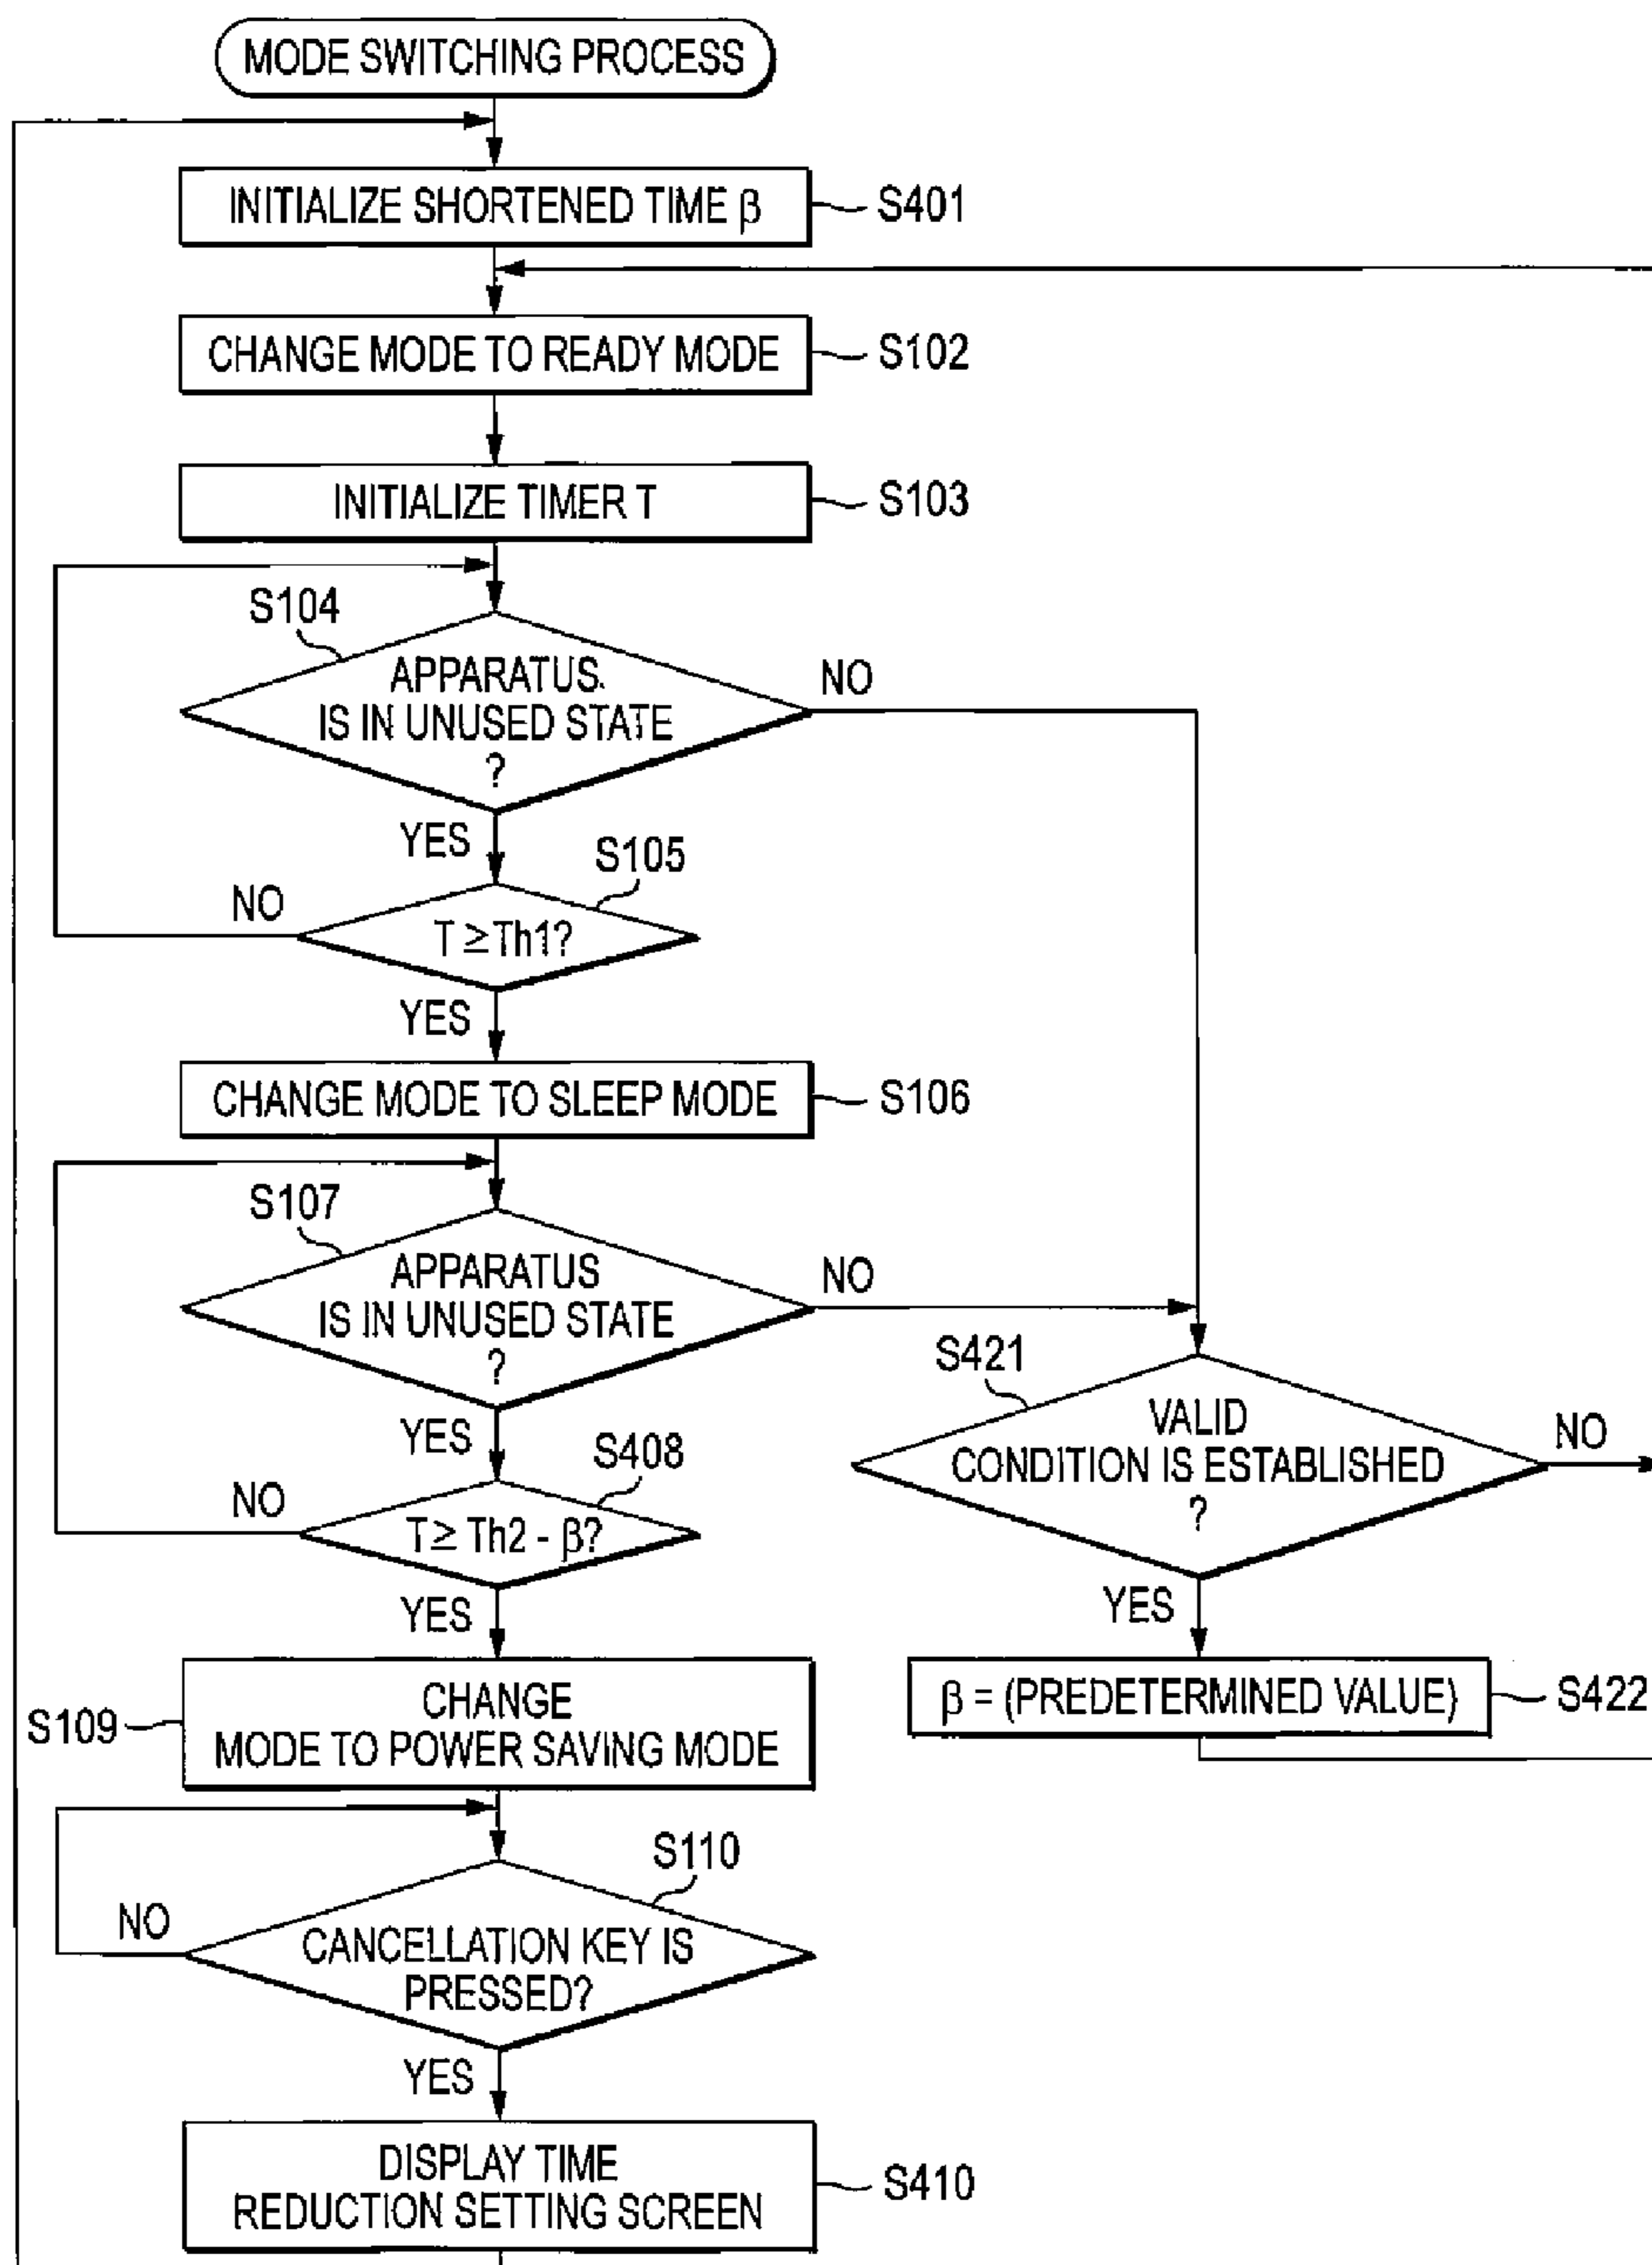 MODE SWITCHING PROCESS
INITIALIZE SHORTENED TIME β
S401
CHANGE MODE TO READY MODE
S102
INITIALIZE TIMER T
S103
S104
APPARATUS
IS IN UNUSED STATE
?
NO
YES
S105
NO
T ≥ Th1?
YES
CHANGE MODE TO SLEEP MODE
S106
S107
APPARATUS
IS IN UNUSED STATE
?
NO
YES
S421
VALID
CONDITION IS ESTABLISHED
?
NO
YES
S408
NO
T ≥ Th2 - β?
YES
β = (PREDETERMINED VALUE)
S422
CHANGE
MODE TO POWER SAVING MODE
S109
S110
NO
CANCELLATION KEY IS
PRESSED?
YES
DISPLAY TIME
REDUCTION SETTING SCREEN
S410